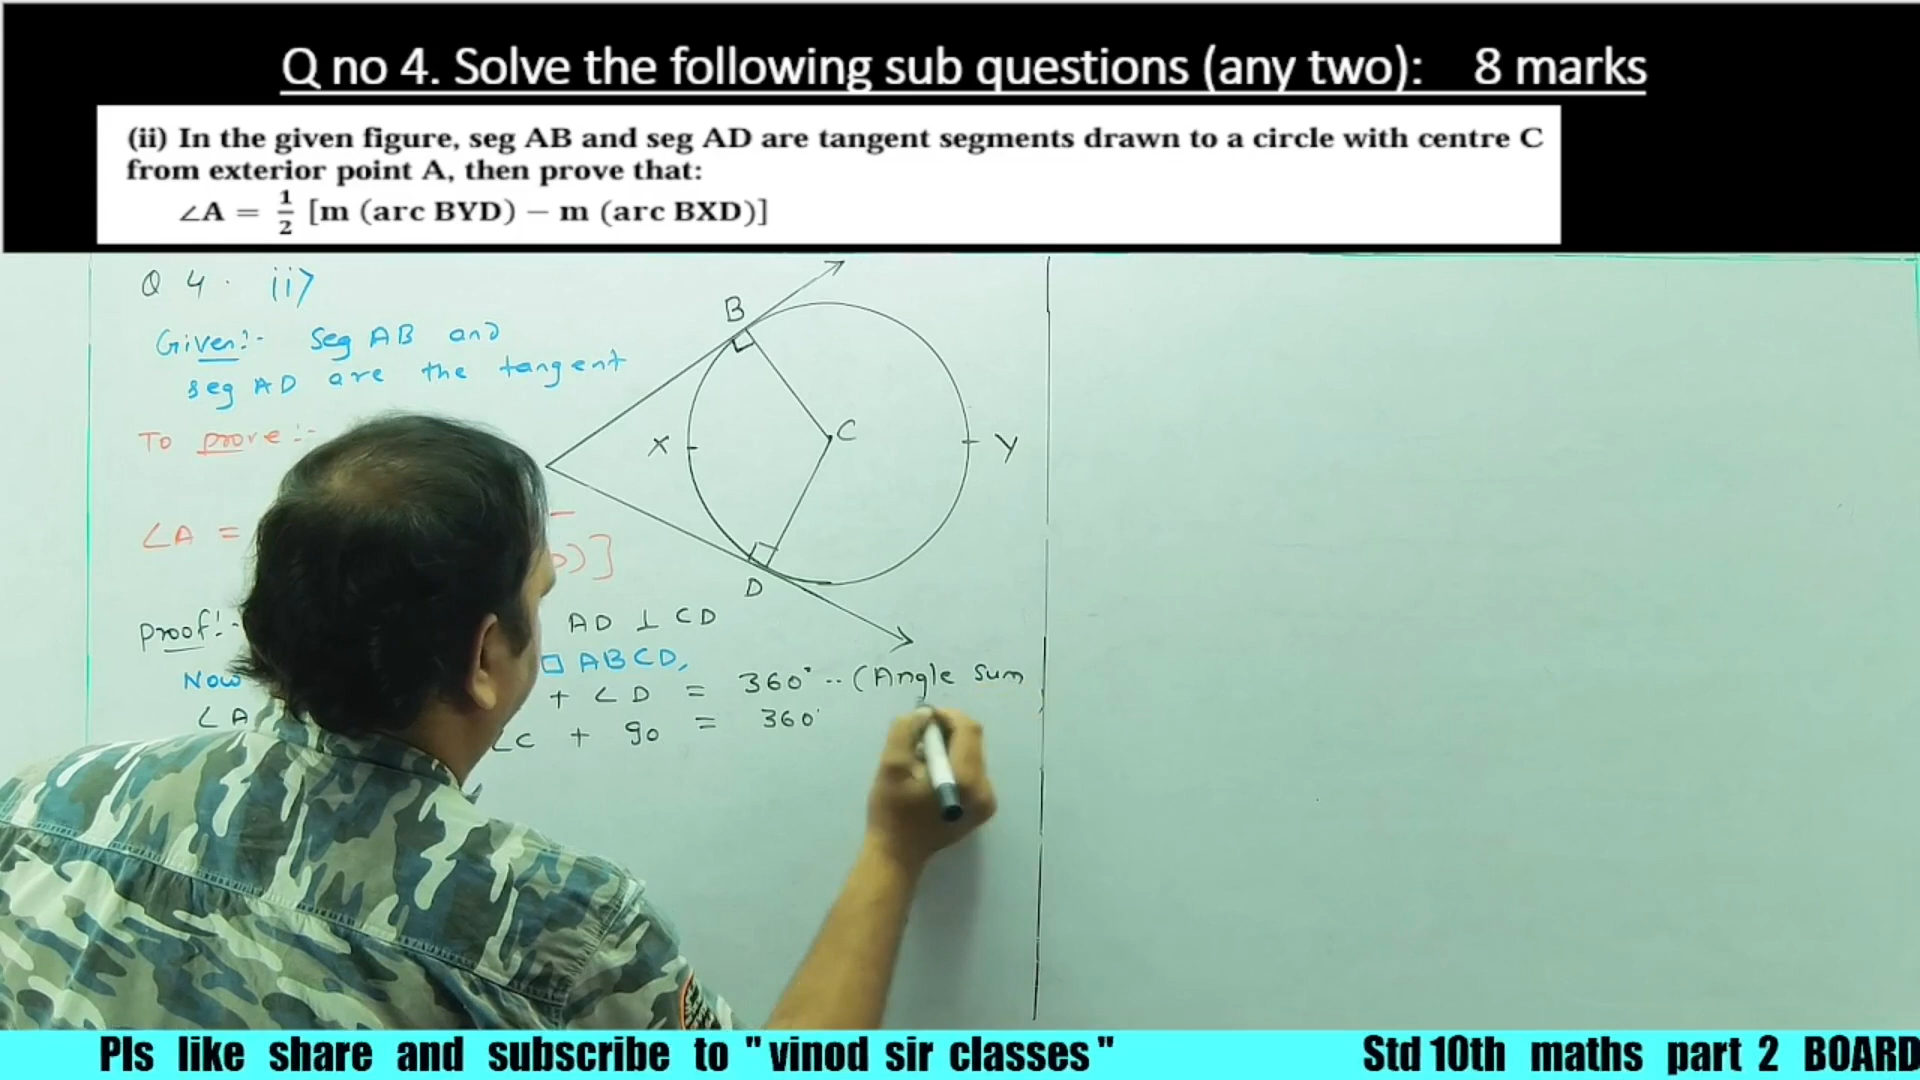 Q no 4. Solve the following sub questions (any two): 8 marks
(ii) In the given figure, seg AB and seg AD are tangent segments drawn to a circle with centre C
from exterior point A, then prove that:
∠A = 1/2 [m (arc BYD) − m (arc BXD)]
Q 4. ii)
Given:- seg AB and
seg AD are the tangent
To prove:-
∠A =
)]
Proof:- AD ⊥ CD
Now □ABCD,
∠A + ∠D = 360° .. (Angle sum
∠C + 90 = 360°
B
C
X
Y
D
Pls like share and subscribe to "vinod sir classes" Std 10th maths part 2 BOARD